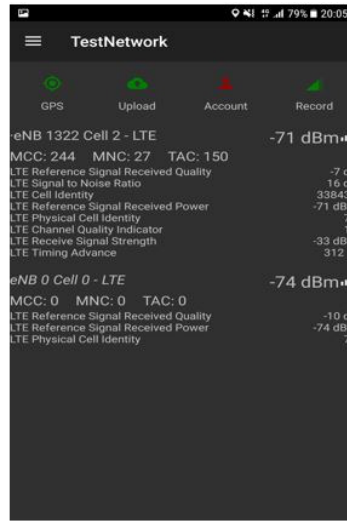 79% 20:05
TestNetwork
GPS Upload Account Record
eNB 1322 Cell 2 - LTE -71 dBm
MCC: 244 MNC: 27 TAC: 150
LTE Reference Signal Received Quality -7
LTE Signal to Noise Ratio 16
LTE Cell Identity 33843
LTE Reference Signal Received Power -71 dB
LTE Physical Cell Identity
LTE Channel Quality Indicator
LTE Receive Signal Strength -33 dB
LTE Timing Advance 312
eNB 0 Cell 0 - LTE -74 dBm
MCC: 0 MNC: 0 TAC: 0
LTE Reference Signal Received Quality -10
LTE Reference Signal Received Power -74 dB
LTE Physical Cell Identity